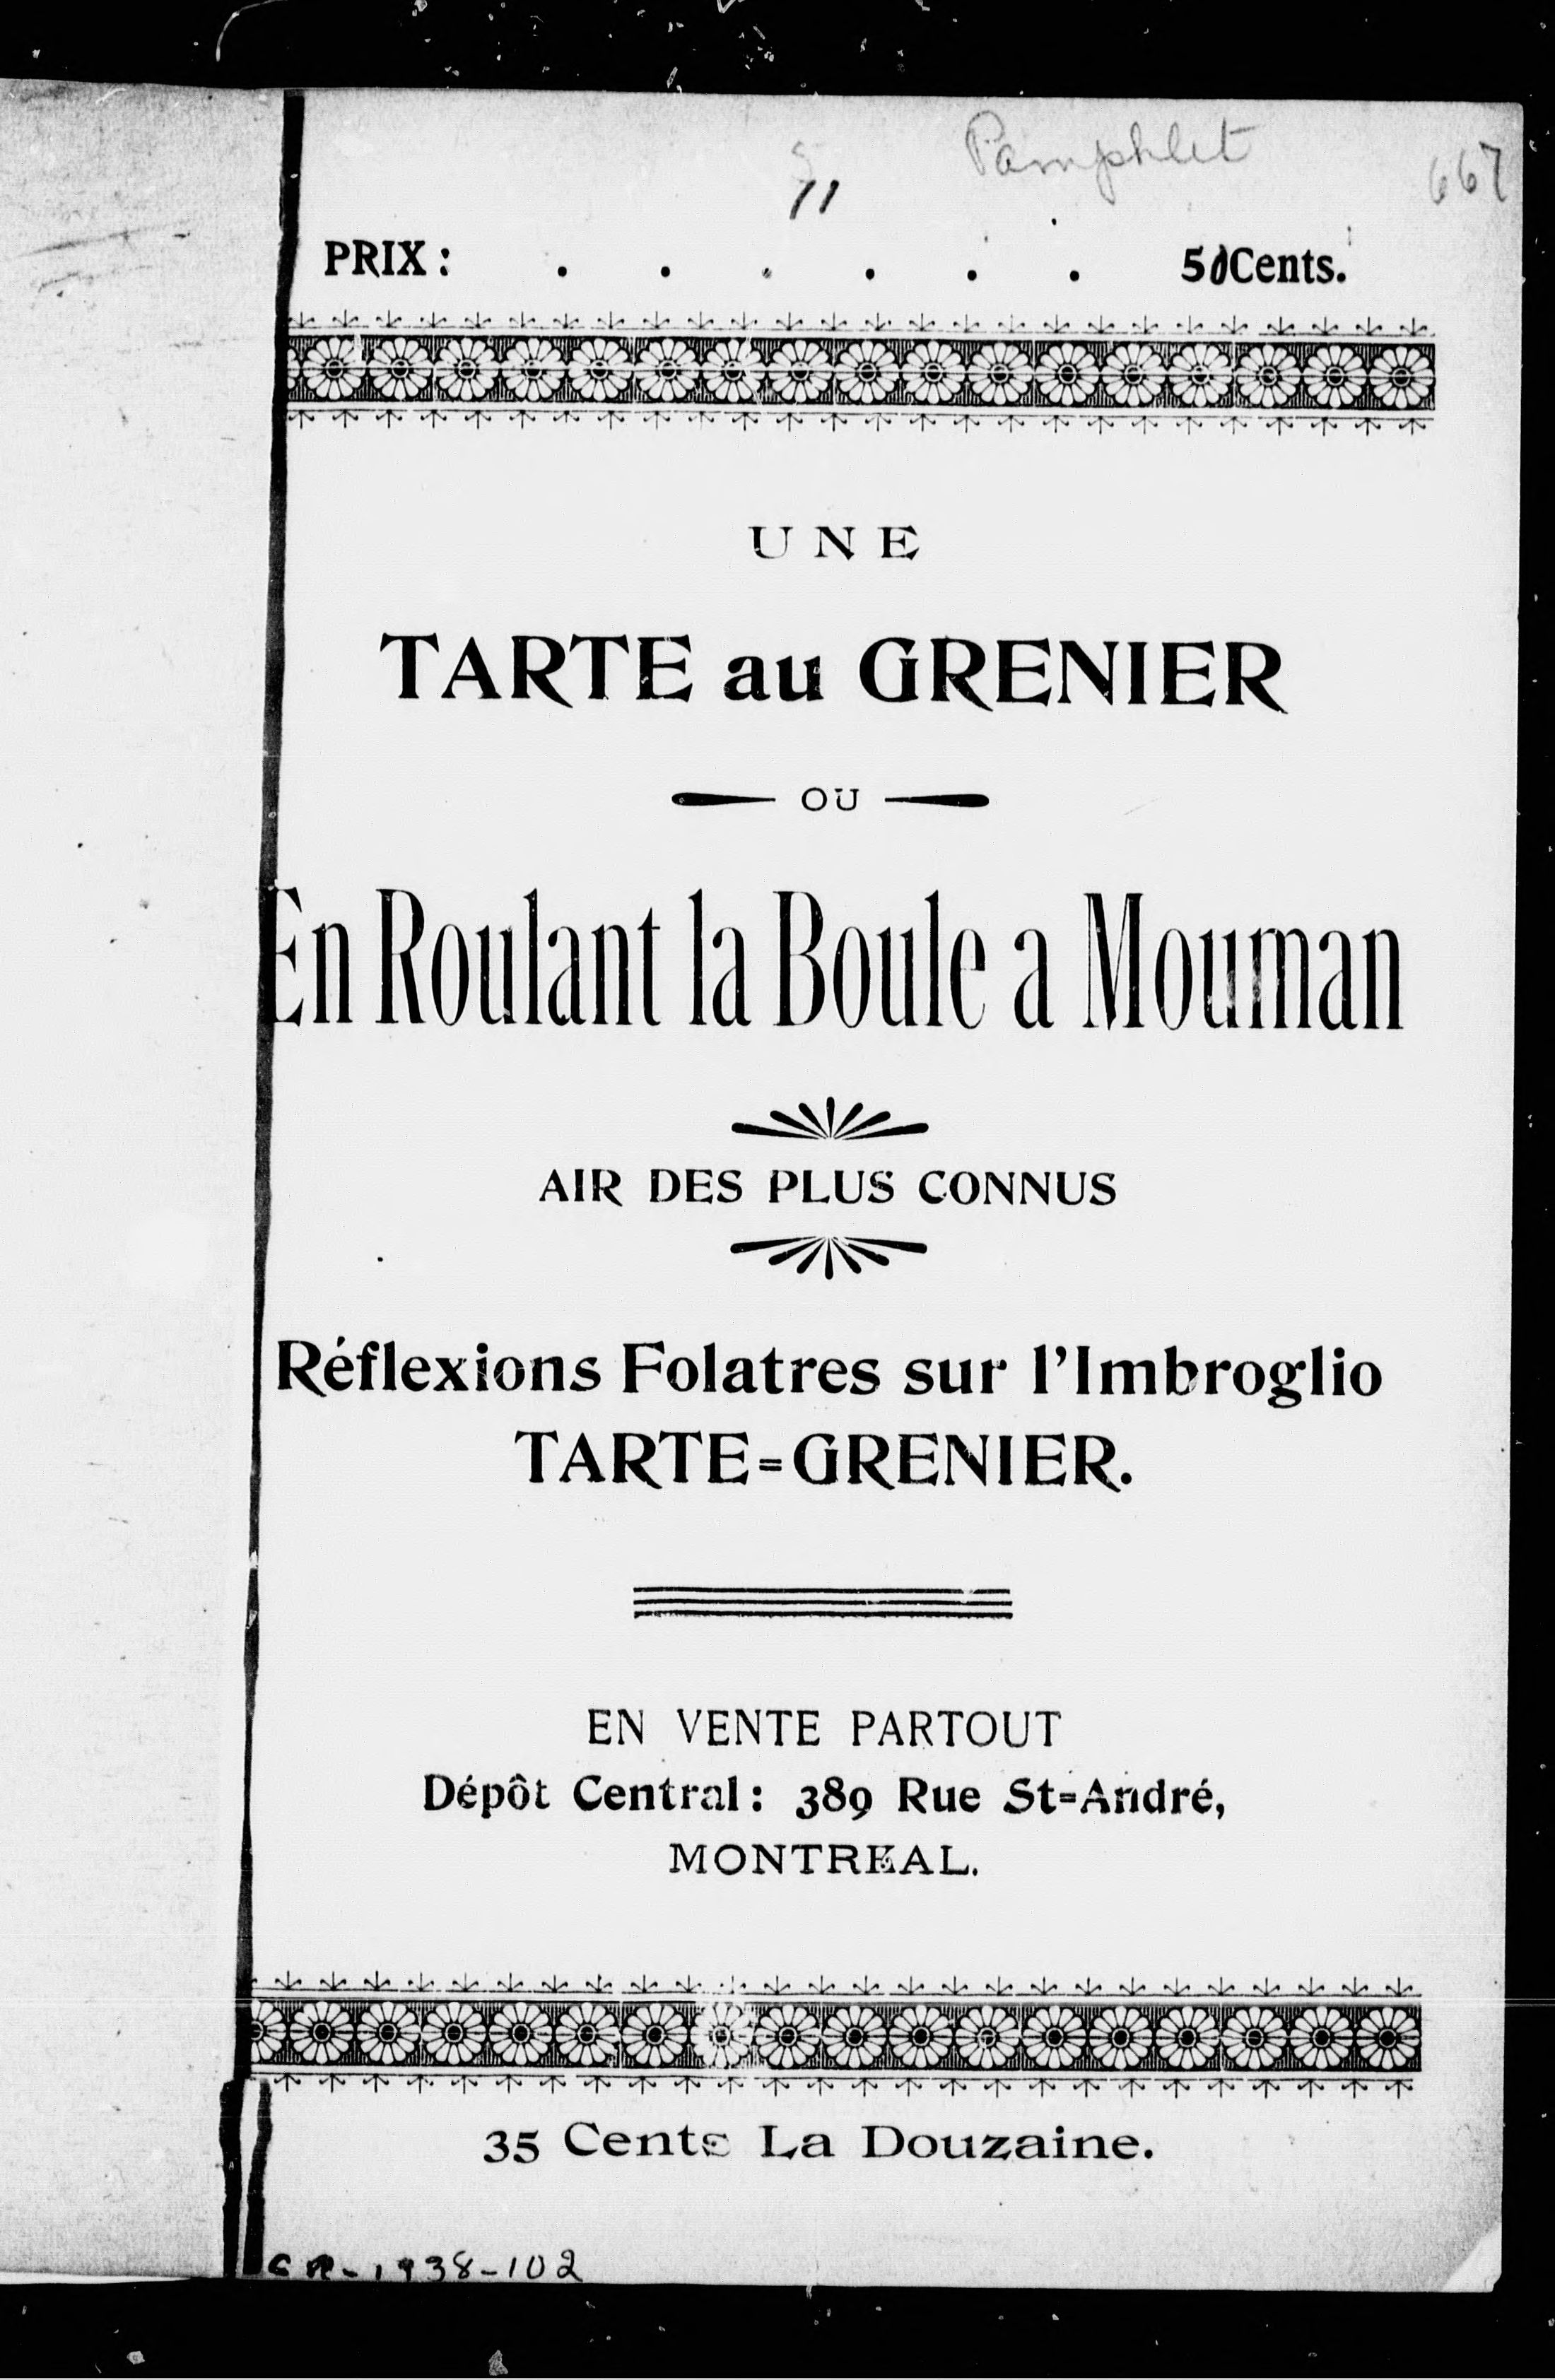 Pamphlet
667
11
PRIX : . . . . . . 50 Cents.
UNE
TARTE au GRENIER
OU
En Roulant la Boule a Mouman
AIR DES PLUS CONNUS
Réflexions Folatres sur l'Imbroglio
TARTE=GRENIER.
EN VENTE PARTOUT
Dépôt Central : 389 Rue St=André,
MONTREAL.
35 Cents La Douzaine.
-1938-102